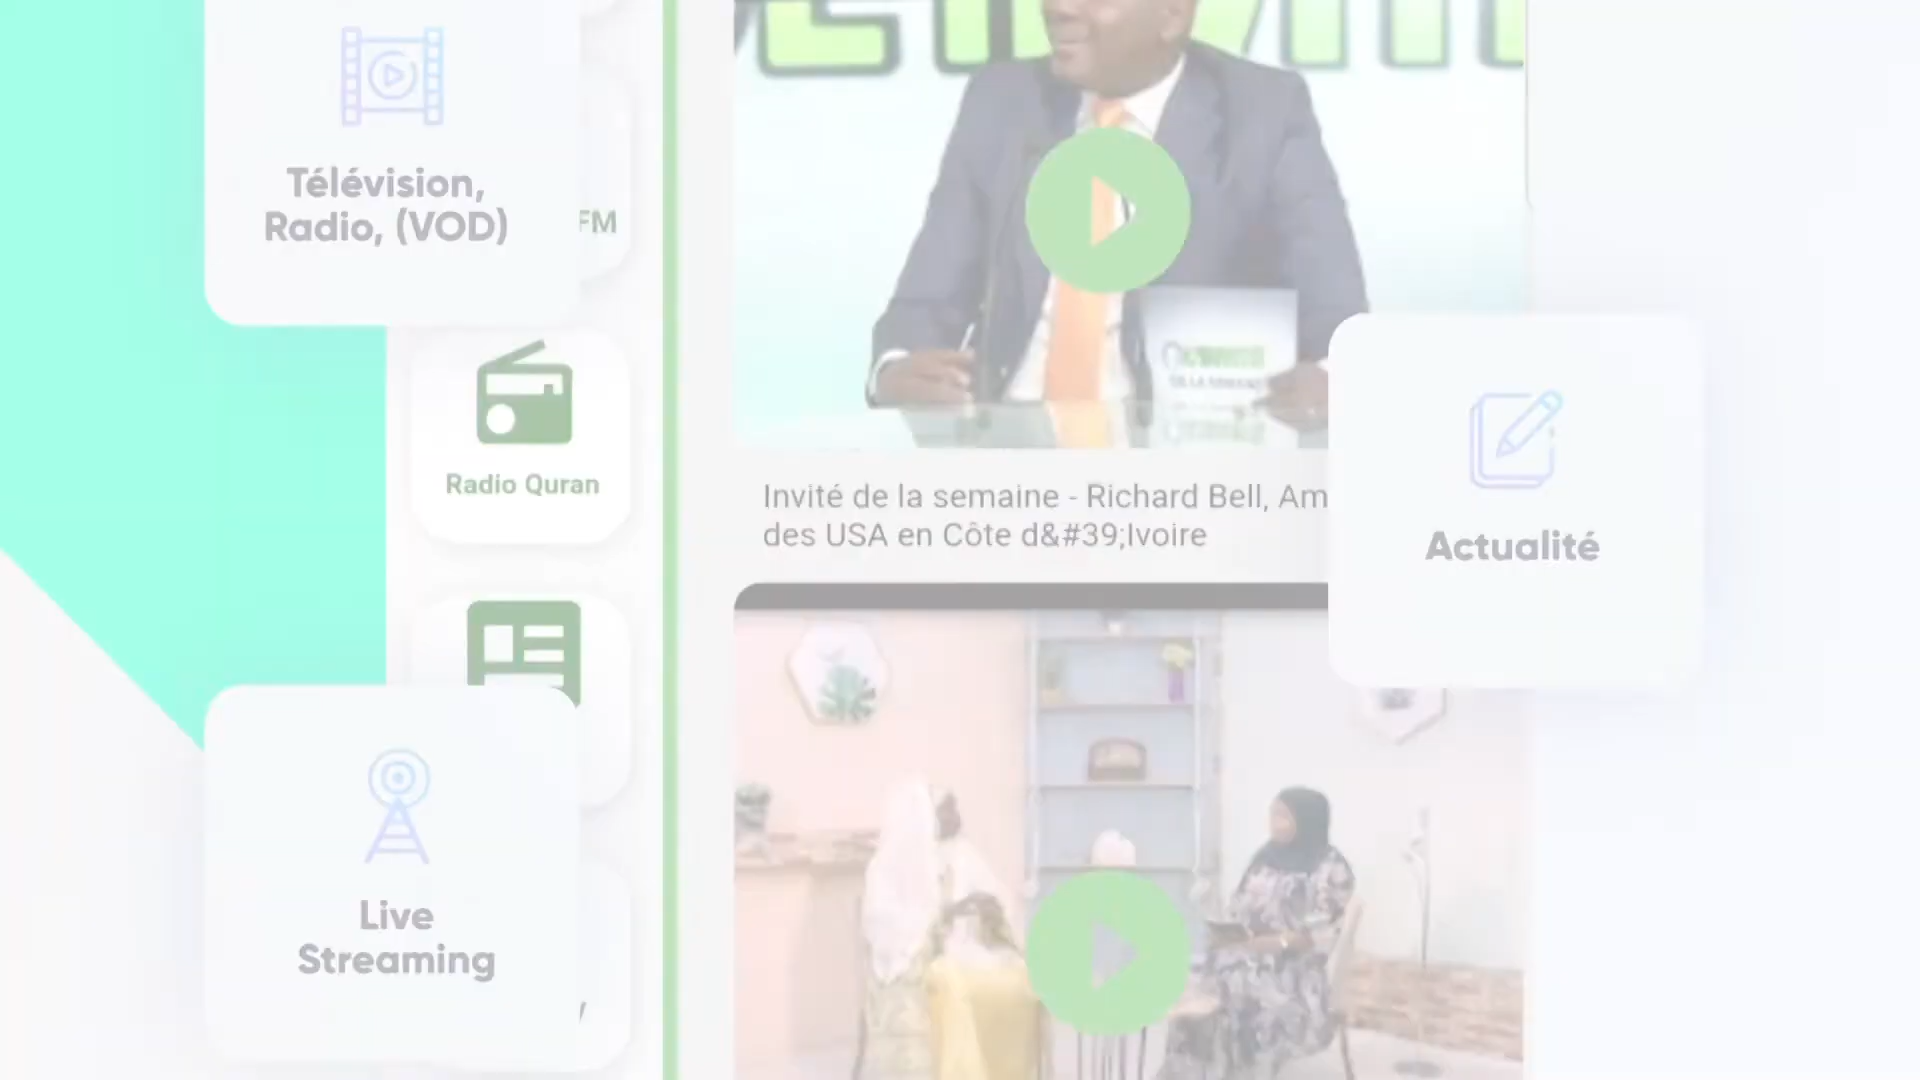 Télévision,
Radio, (VOD)
FM
Radio Quran
Invité de la semaine - Richard Bell, Am
des USA en Côte d&#39;Ivoire
Actualité
Live
Streaming